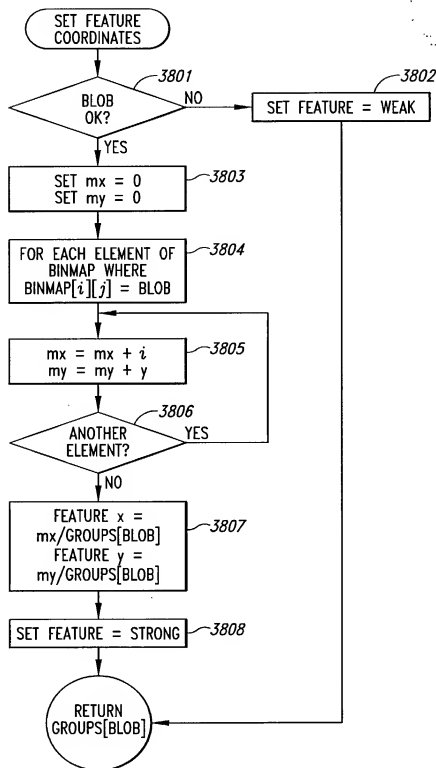 SET FEATURE
COORDINATES
3801
BLOB
OK?
NO
3802
SET FEATURE = WEAK
YES
SET mx = 0
SET my = 0
3803
FOR EACH ELEMENT OF
BINMAP WHERE
BINMAP[i][j] = BLOB
3804
mx = mx + i
my = my + y
3805
3806
ANOTHER
ELEMENT?
YES
NO
FEATURE x =
mx/GROUPS[BLOB]
FEATURE y =
my/GROUPS[BLOB]
3807
SET FEATURE = STRONG
3808
RETURN
GROUPS[BLOB]